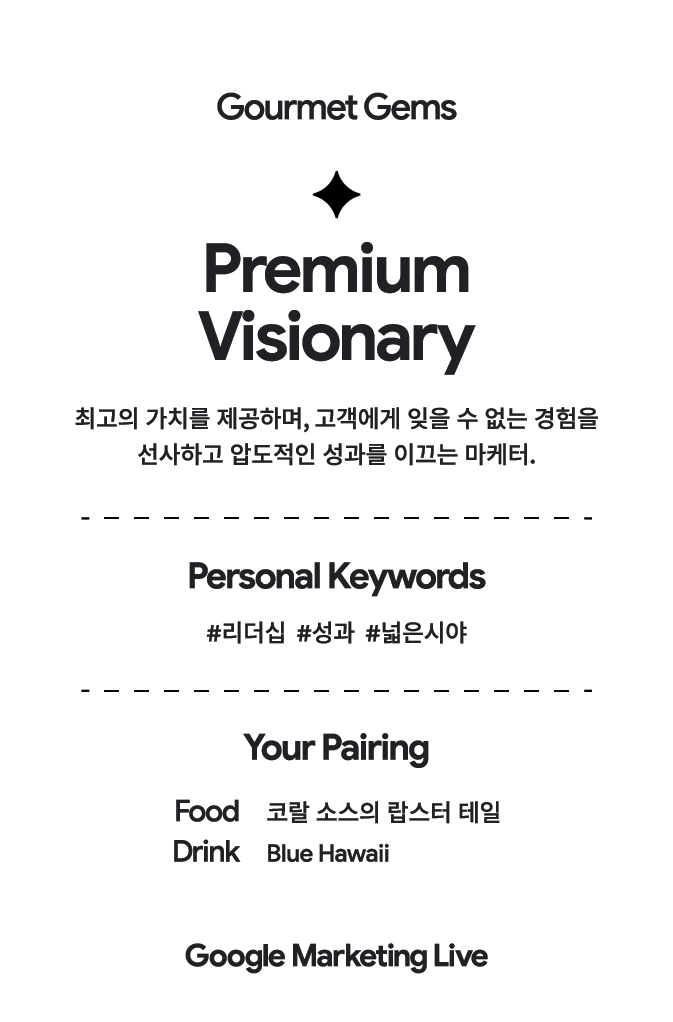 Gourmet Gems
Premium
Visionary
최고의 가치를 제공하며, 고객에게 잊을 수 없는 경험을
선사하고 압도적인 성과를 이끄는 마케터.
Personal Keywords
#리더십 #성과 #넓은시야
Your Pairing
Food 코랄 소스의 랍스터 테일
Drink Blue Hawaii
Google Marketing Live